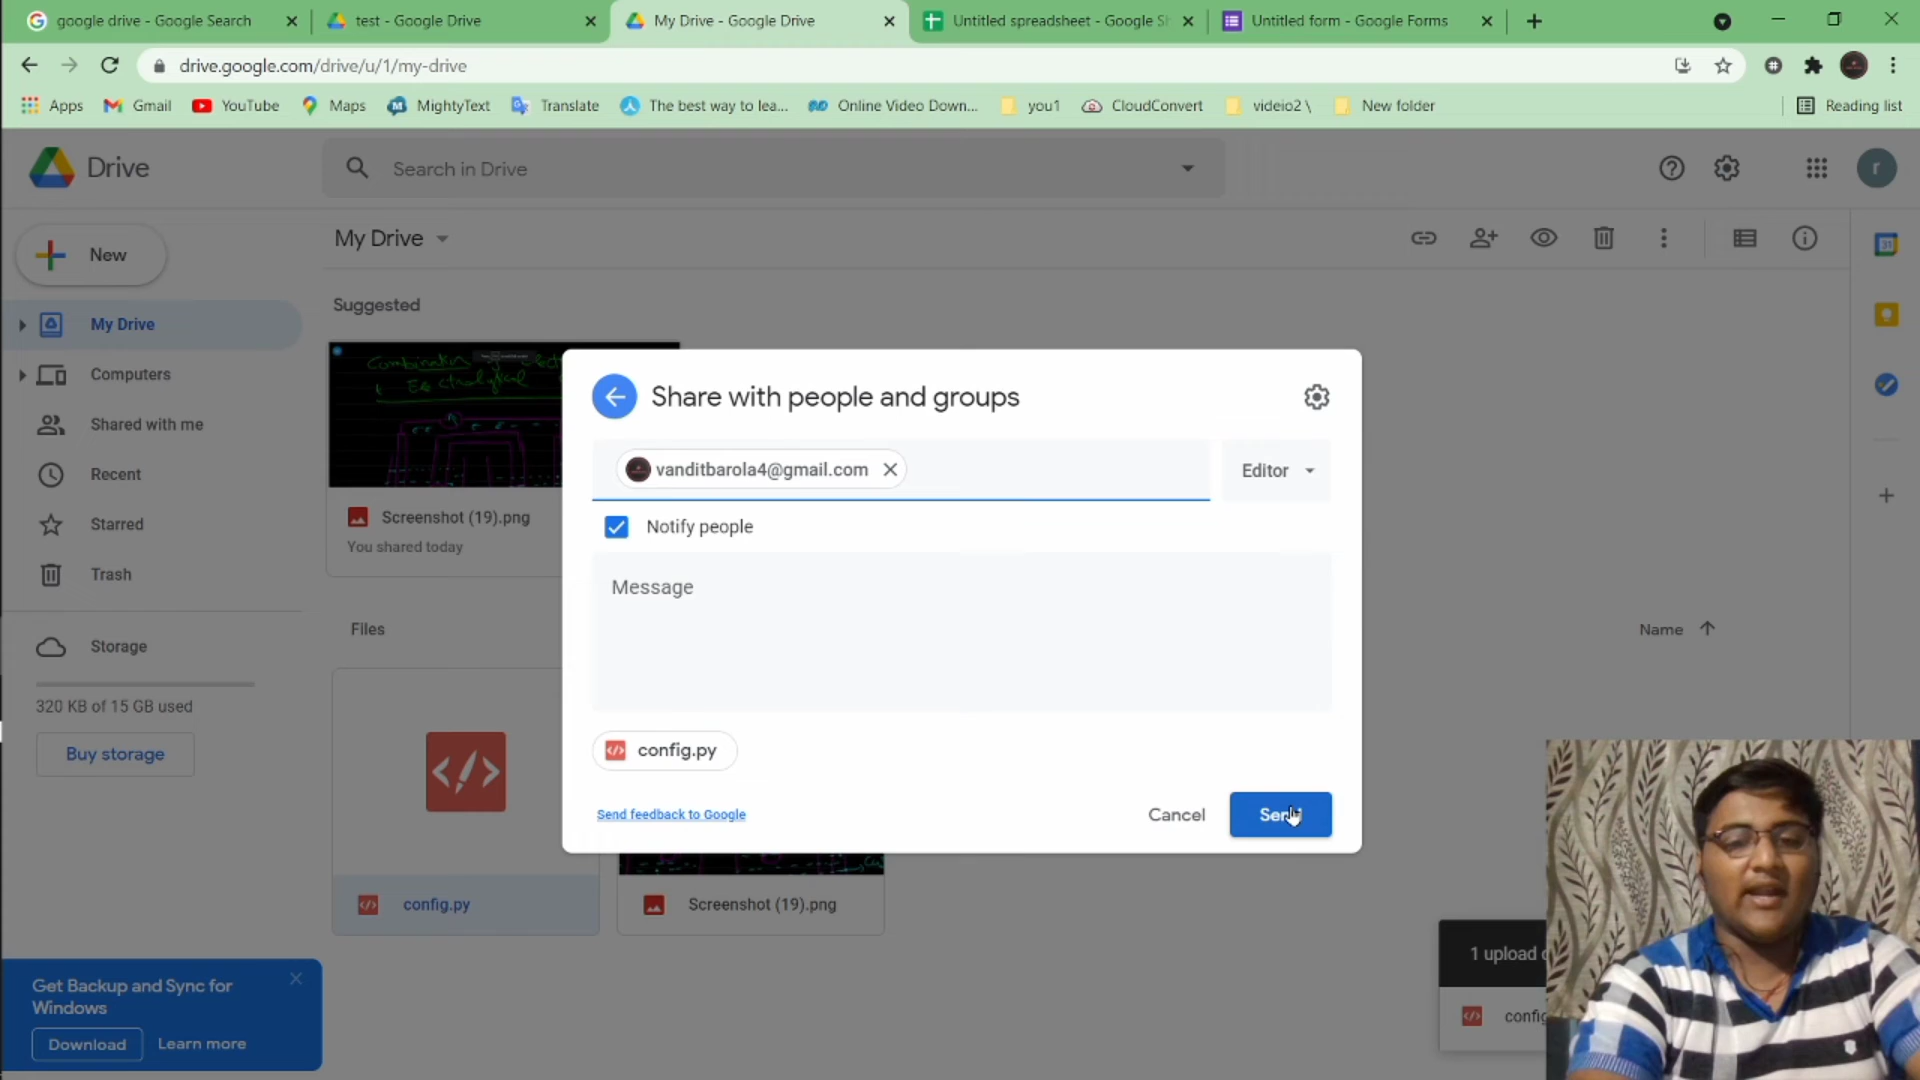 google drive - Google Search
test - Google Drive
My Drive - Google Drive
Untitled spreadsheet - Google Sh
Untitled form - Google Forms
drive.google.com/drive/u/1/my-drive
Apps
Gmail
YouTube
Maps
MightyText
Translate
The best way to lea...
Online Video Down...
you1
CloudConvert
videio2 \
New folder
Reading list
Drive
Search in Drive
r
New
My Drive
31
Suggested
My Drive
Computers
Shared with me
Recent
Starred
Trash
Storage
320 KB of 15 GB used
Buy storage
Combination
Screenshot (19).png
You shared today
Files
Name
Share with people and groups
vanditbarola4@gmail.com
Editor
Notify people
Message
config.py
Send feedback to Google
Cancel
config.py
Screenshot (19).png
Get Backup and Sync for
Windows
Download
Learn more
1 upload
config